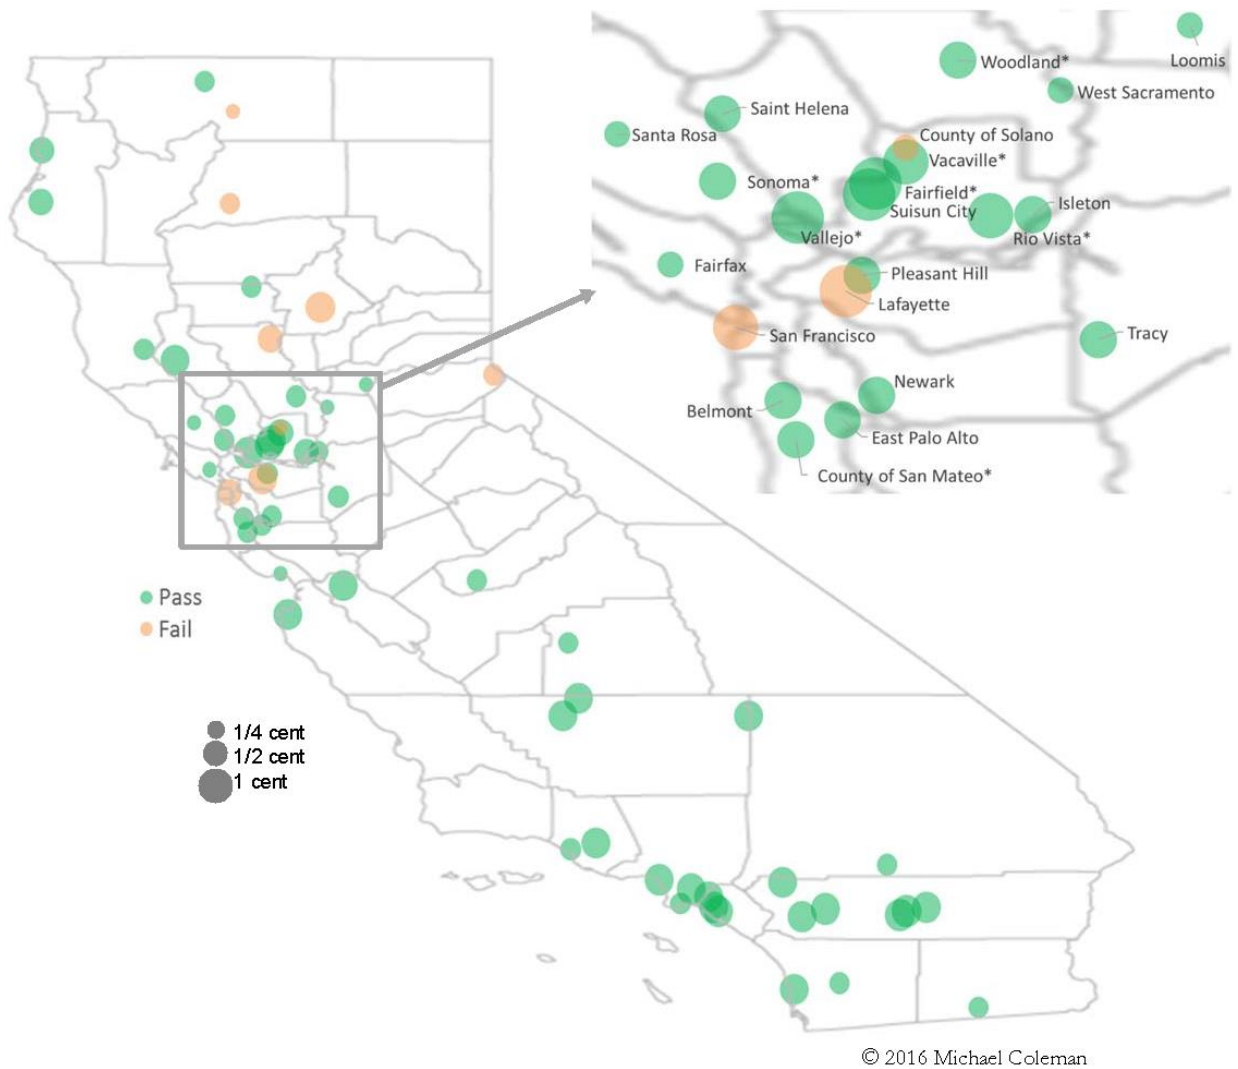 Loomis
Woodland*
West Sacramento
Saint Helena
Santa Rosa
County of Solano
Vacaville*
Sonoma*
Fairfield*
Suisun City
Isleton
Vallejo*
Rio Vista*
Fairfax
Pleasant Hill
Lafayette
San Francisco
Tracy
Newark
Belmont
East Palo Alto
County of San Mateo*
Pass
Fail
1/4 cent
1/2 cent
1 cent
© 2016 Michael Coleman